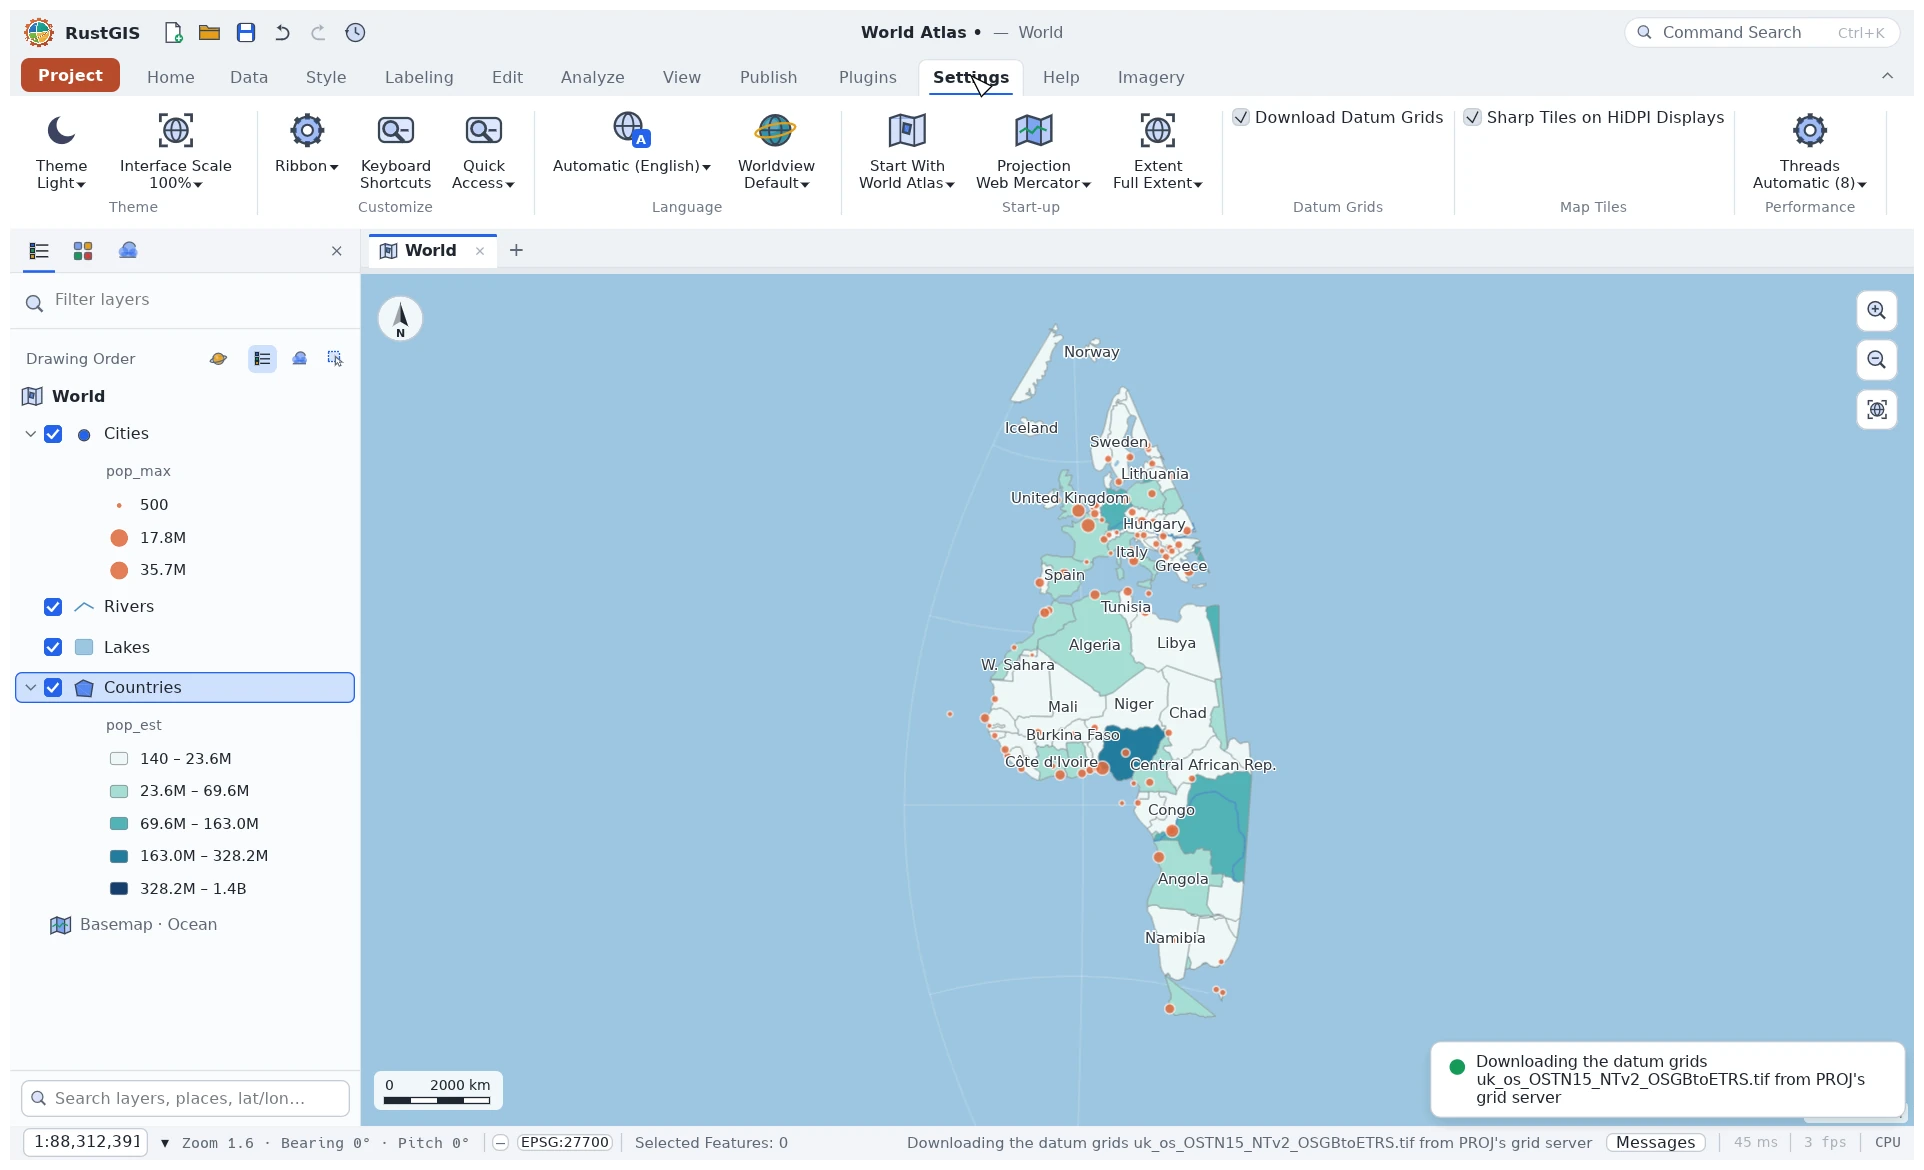 RustGIS
World Atlas • — World
Command Search Ctrl+K
Project
Home
Data
Style
Labeling
Edit
Analyze
View
Publish
Plugins
Settings
Help
Imagery
Theme
Light
Interface Scale
100%
Theme
Ribbon
Keyboard
Shortcuts
Quick
Access
Customize
A
Automatic (English)
Worldview
Default
Language
Start With
World Atlas
Projection
Web Mercator
Extent
Full Extent
Start-up
Download Datum Grids
Datum Grids
Sharp Tiles on HiDPI Displays
Map Tiles
Threads
Automatic (8)
Performance
World
Filter layers
Drawing Order
World
Cities
pop_max
500
17.8M
35.7M
Rivers
Lakes
Countries
pop_est
140 – 23.6M
23.6M – 69.6M
69.6M – 163.0M
163.0M – 328.2M
328.2M – 1.4B
Basemap · Ocean
Search layers, places, lat/lon...
N
Norway
Iceland
Sweden
Lithuania
United Kingdom
Hungary
Italy
Greece
Spain
Tunisia
Algeria
Libya
W. Sahara
Mali
Niger
Chad
Burkina Faso
Côte d'Ivoire
Central African Rep.
Congo
Angola
Namibia
0 2000 km
Downloading the datum grids
uk_os_OSTN15_NTv2_OSGBtoETRS.tif from PROJ's
grid server
1:88,312,391
Zoom 1.6 · Bearing 0° · Pitch 0°
EPSG:27700
Selected Features: 0
Downloading the datum grids uk_os_OSTN15_NTv2_OSGBtoETRS.tif from PROJ's grid server
Messages
45 ms
3 fps
CPU